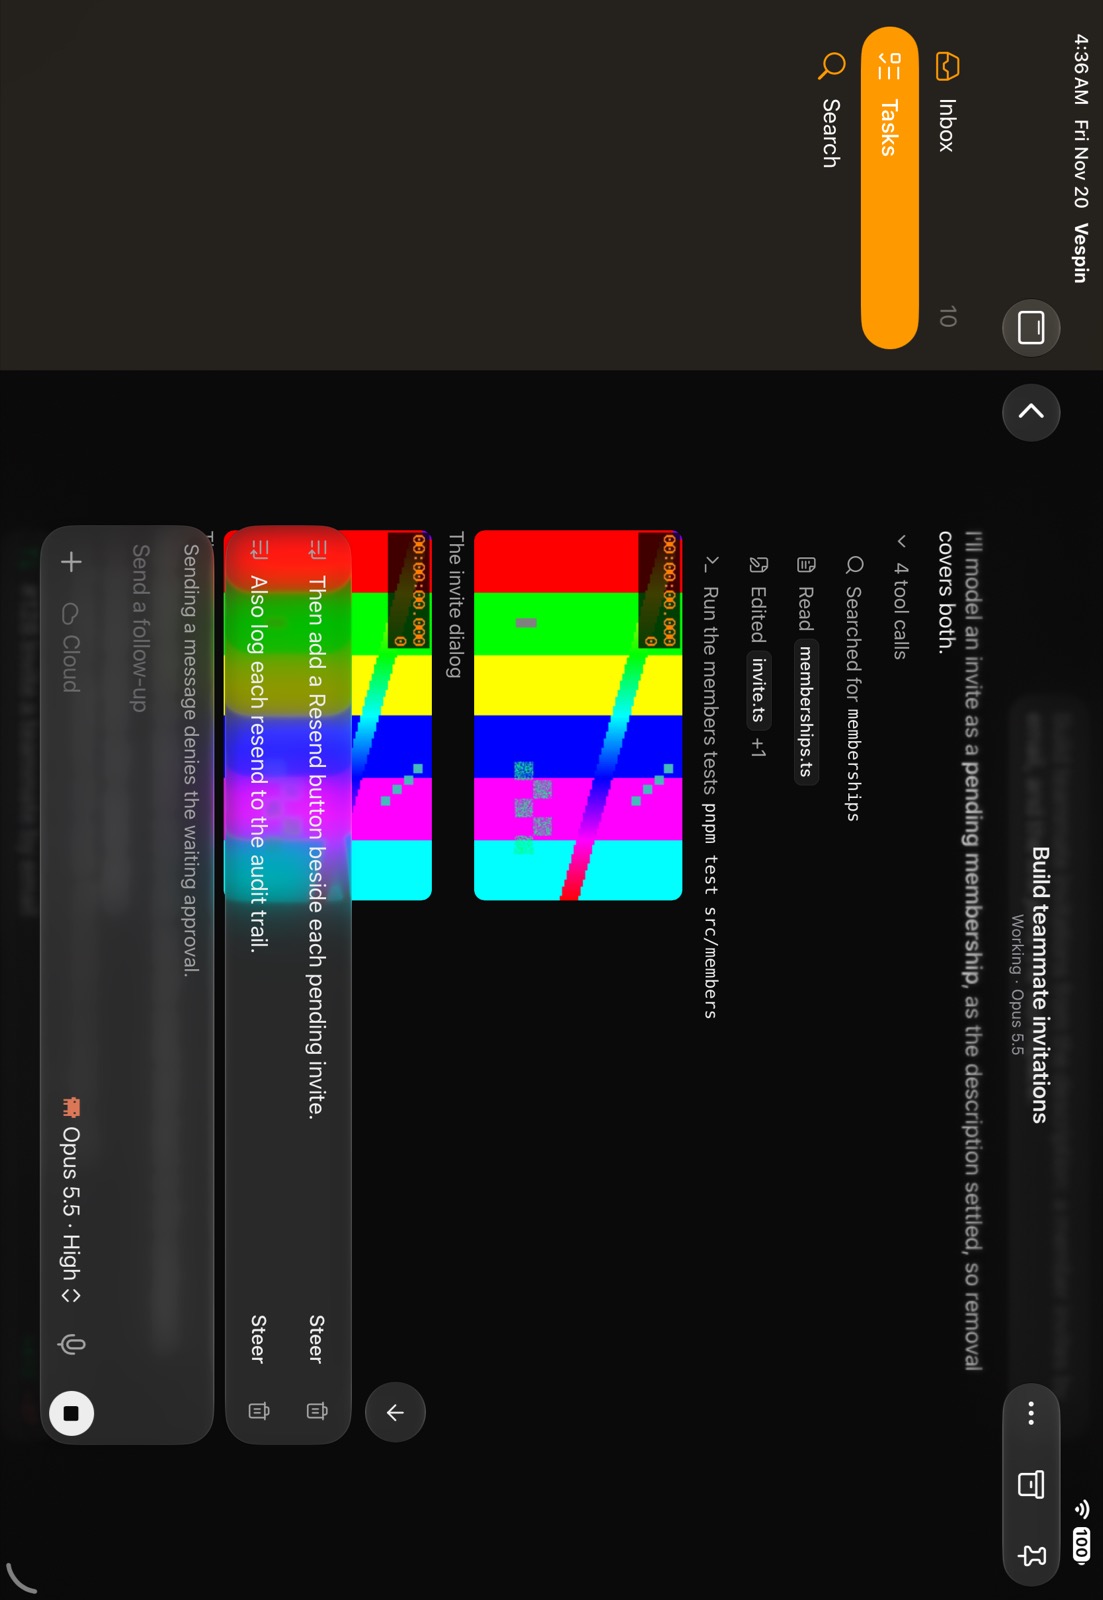 4:36 AM Fri Nov 20 Vespin
100
Build teammate invitations
Working · Opus 5.5
Inbox 10
Tasks
Search
I'll model an invite as a pending membership, as the description settled, so removal
covers both.
4 tool calls
Searched for memberships
Read memberships.ts
Edited invite.ts +1
Run the members tests pnpm test src/members
00:00:00.000
0
The invite dialog
00:00:00.000
0
Then add a Resend button beside each pending invite. Steer
Also log each resend to the audit trail. Steer
Sending a message denies the waiting approval.
Send a follow-up
Cloud
Opus 5.5 · High
#128 Invite a teammate by email